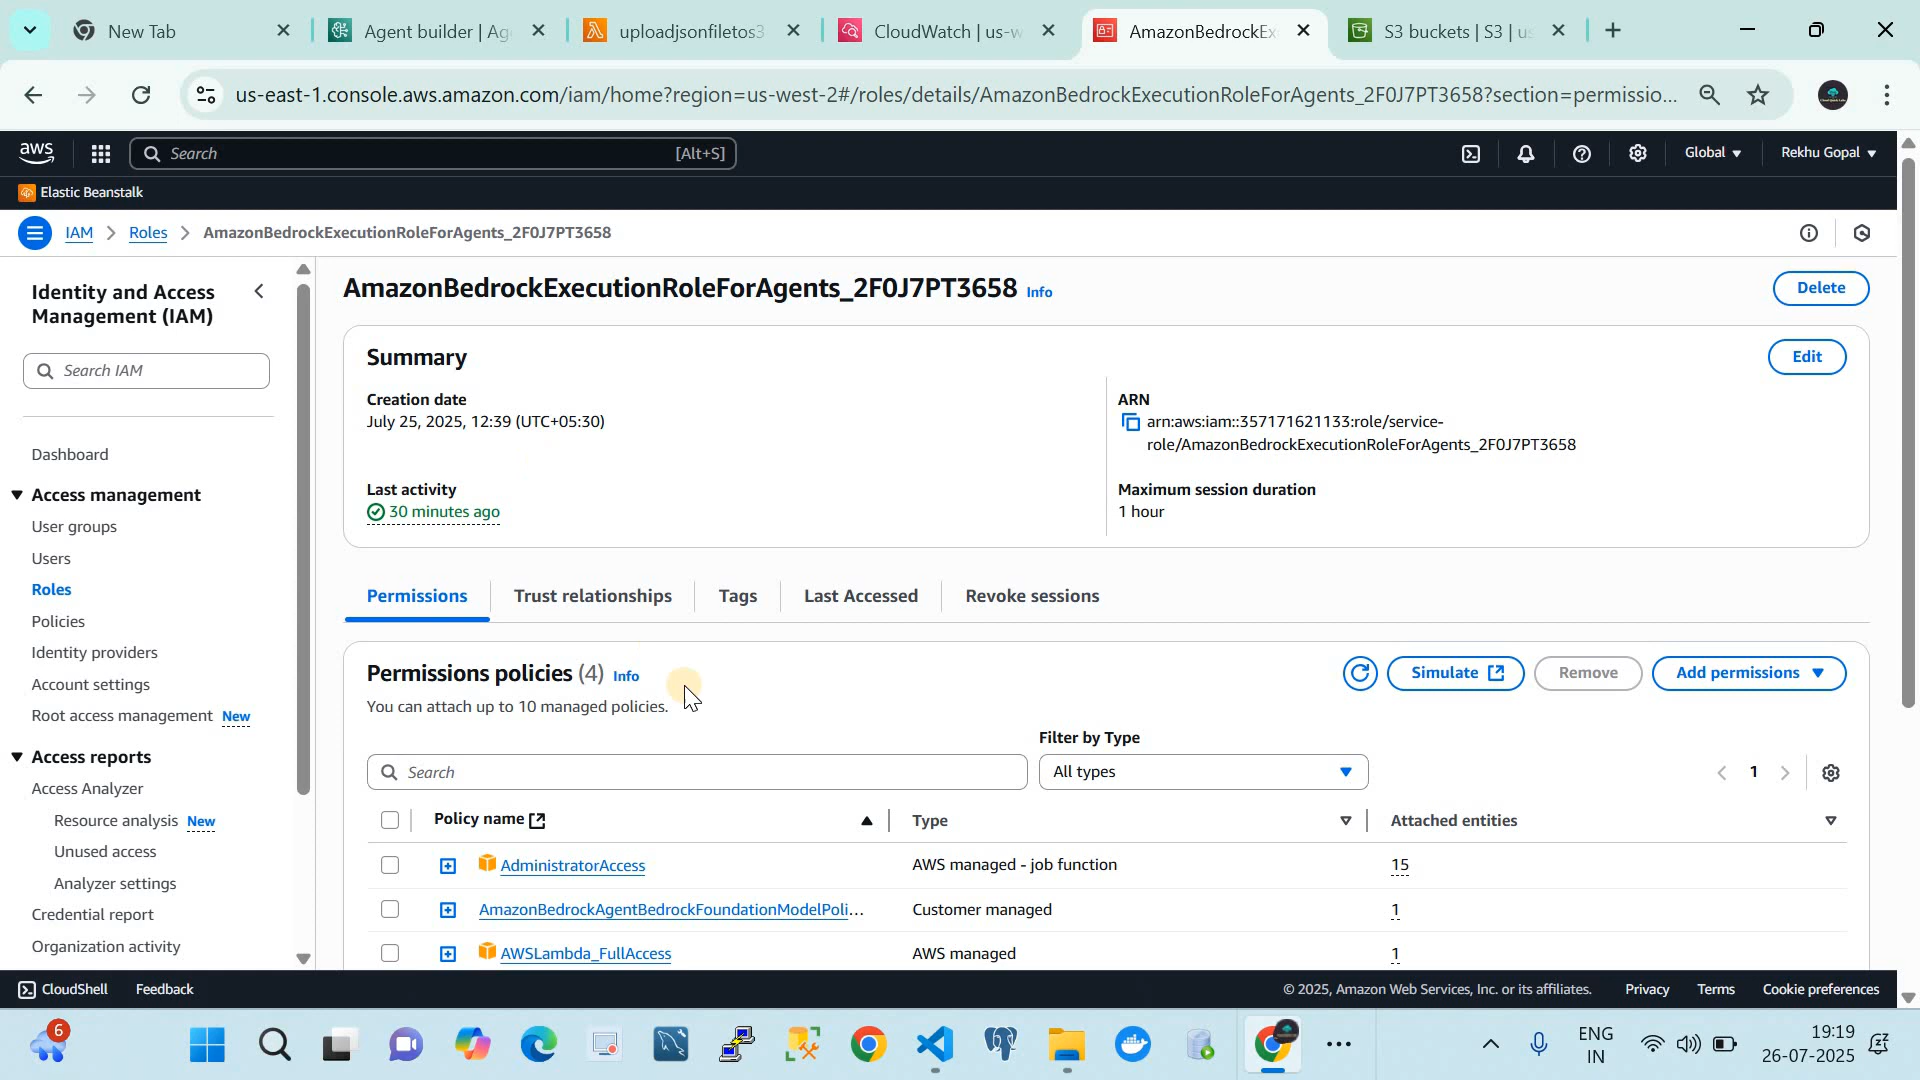 New Tab
Agent builder | Ag
uploadjsonfiletos3
CloudWatch | us-w
AmazonBedrockEx
S3 buckets | S3 | us
us-east-1.console.aws.amazon.com/iam/home?region=us-west-2#/roles/details/AmazonBedrockExecutionRoleForAgents_2F0J7PT3658?section=permissio...
aws
Search
[Alt+S]
Global
Rekhu Gopal
Elastic Beanstalk
IAM
Roles
AmazonBedrockExecutionRoleForAgents_2F0J7PT3658
Identity and Access
Management (IAM)
Search IAM
Dashboard
Access management
User groups
Users
Roles
Policies
Identity providers
Account settings
Root access management New
Access reports
Access Analyzer
Resource analysis New
Unused access
Analyzer settings
Credential report
Organization activity
AmazonBedrockExecutionRoleForAgents_2F0J7PT3658 Info
Delete
Summary
Edit
Creation date
July 25, 2025, 12:39 (UTC+05:30)
ARN
arn:aws:iam::357171621133:role/service-
role/AmazonBedrockExecutionRoleForAgents_2F0J7PT3658
Last activity
30 minutes ago
Maximum session duration
1 hour
Permissions
Trust relationships
Tags
Last Accessed
Revoke sessions
Permissions policies (4) Info
You can attach up to 10 managed policies.
Simulate
Remove
Add permissions
Filter by Type
Search
All types
1
Policy name
Type
Attached entities
AdministratorAccess
AWS managed - job function
15
AmazonBedrockAgentBedrockFoundationModelPoli...
Customer managed
1
AWSLambda_FullAccess
AWS managed
1
CloudShell
Feedback
© 2025, Amazon Web Services, Inc. or its affiliates.
Privacy
Terms
Cookie preferences
6
ENG
IN
19:19
26-07-2025